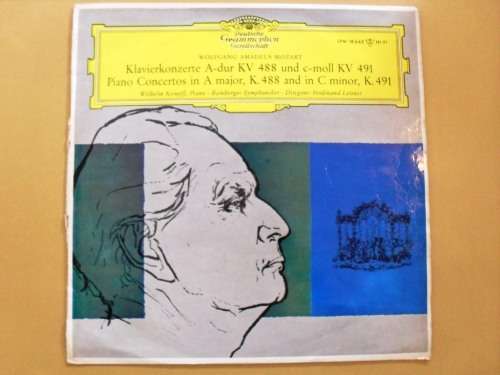 Deutsche
Grammophon
Gesellschaft
WOLFGANG AMADEUS MOZART
Klavierkonzerte A-dur KV 488 und c-moll KV 491
Piano Concertos in A major, K. 488 and in C minor, K. 491
Wilhelm Kempff, Piano · Bamberger Symphoniker · Dirigent: Ferdinand Leitner